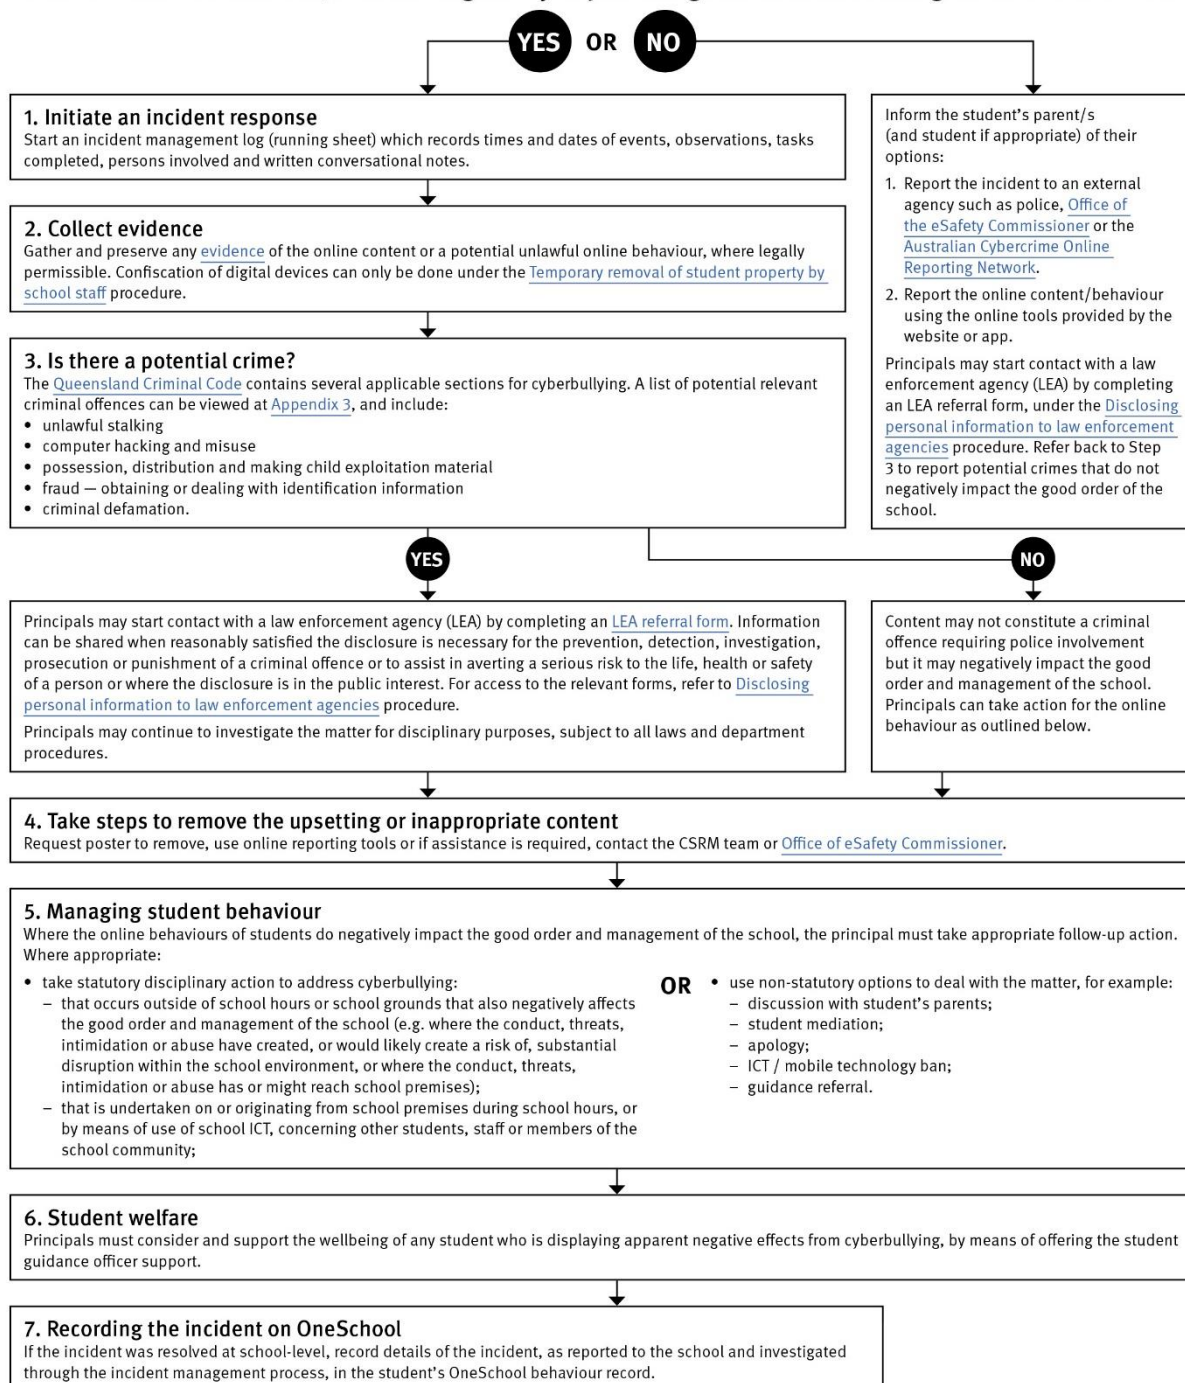 YES OR NO
1. Initiate an incident response
Start an incident management log (running sheet) which records times and dates of events, observations, tasks
completed, persons involved and written conversational notes.
2. Collect evidence
Gather and preserve any evidence of the online content or a potential unlawful online behaviour, where legally
permissible. Confiscation of digital devices can only be done under the Temporary removal of student property by
school staff procedure.
3. Is there a potential crime?
The Queensland Criminal Code contains several applicable sections for cyberbullying. A list of potential relevant
criminal offences can be viewed at Appendix 3, and include:
• unlawful stalking
• computer hacking and misuse
• possession, distribution and making child exploitation material
• fraud — obtaining or dealing with identification information
• criminal defamation.
Inform the student's parent/s
(and student if appropriate) of their
options:
1. Report the incident to an external
agency such as police, Office of
the eSafety Commissioner or the
Australian Cybercrime Online
Reporting Network.
2. Report the online content/behaviour
using the online tools provided by the
website or app.
Principals may start contact with a law
enforcement agency (LEA) by completing
an LEA referral form, under the Disclosing
personal information to law enforcement
agencies procedure. Refer back to Step
3 to report potential crimes that do not
negatively impact the good order of the
school.
YES
NO
Principals may start contact with a law enforcement agency (LEA) by completing an LEA referral form. Information
can be shared when reasonably satisfied the disclosure is necessary for the prevention, detection, investigation,
prosecution or punishment of a criminal offence or to assist in averting a serious risk to the life, health or safety
of a person or where the disclosure is in the public interest. For access to the relevant forms, refer to Disclosing
personal information to law enforcement agencies procedure.
Principals may continue to investigate the matter for disciplinary purposes, subject to all laws and department
procedures.
Content may not constitute a criminal
offence requiring police involvement
but it may negatively impact the good
order and management of the school.
Principals can take action for the online
behaviour as outlined below.
4. Take steps to remove the upsetting or inappropriate content
Request poster to remove, use online reporting tools or if assistance is required, contact the CSRM team or Office of eSafety Commissioner.
5. Managing student behaviour
Where the online behaviours of students do negatively impact the good order and management of the school, the principal must take appropriate follow-up action.
Where appropriate:
• take statutory disciplinary action to address cyberbullying:
– that occurs outside of school hours or school grounds that also negatively affects
the good order and management of the school (e.g. where the conduct, threats,
intimidation or abuse have created, or would likely create a risk of, substantial
disruption within the school environment, or where the conduct, threats,
intimidation or abuse has or might reach school premises);
– that is undertaken on or originating from school premises during school hours, or
by means of use of school ICT, concerning other students, staff or members of the
school community;
OR
• use non-statutory options to deal with the matter, for example:
– discussion with student's parents;
– student mediation;
– apology;
– ICT / mobile technology ban;
– guidance referral.
6. Student welfare
Principals must consider and support the wellbeing of any student who is displaying apparent negative effects from cyberbullying, by means of offering the student
guidance officer support.
7. Recording the incident on OneSchool
If the incident was resolved at school-level, record details of the incident, as reported to the school and investigated
through the incident management process, in the student's OneSchool behaviour record.